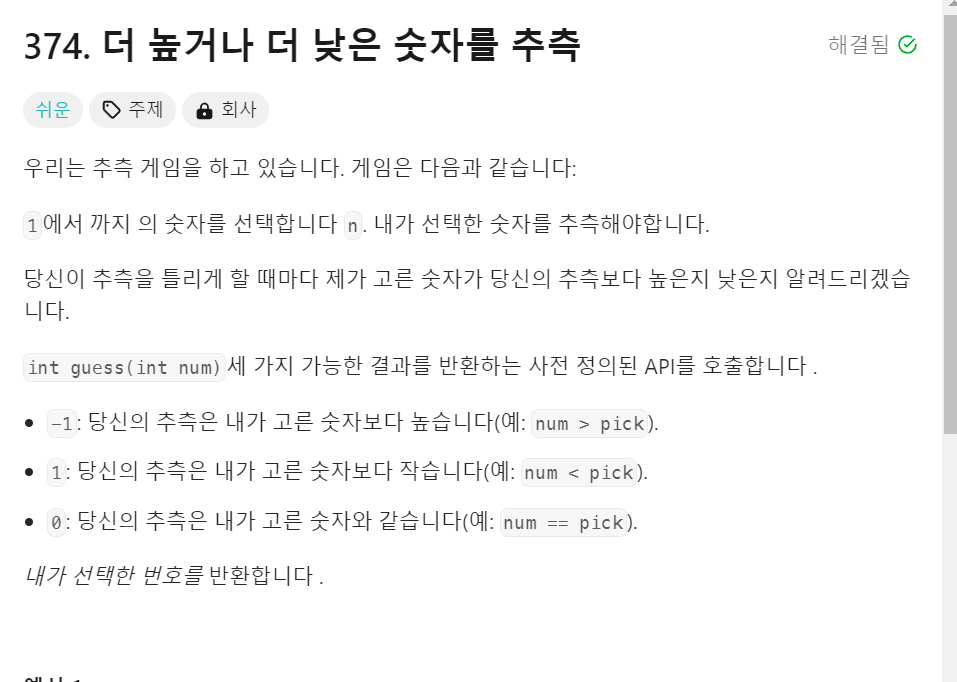 374. 더 높거나 더 낮은 숫자를 추측
해결됨
쉬운 주제 회사
우리는 추측 게임을 하고 있습니다. 게임은 다음과 같습니다:
1에서 까지 의 숫자를 선택합니다 n. 내가 선택한 숫자를 추측해야합니다.
당신이 추측을 틀리게 할 때마다 제가 고른 숫자가 당신의 추측보다 높은지 낮은지 알려드리겠습
니다.
int guess(int num)세 가지 가능한 결과를 반환하는 사전 정의된 API를 호출합니다 .
• -1: 당신의 추측은 내가 고른 숫자보다 높습니다(예: num > pick).
• 1: 당신의 추측은 내가 고른 숫자보다 작습니다(예: num < pick).
• 0: 당신의 추측은 내가 고른 숫자와 같습니다(예: num == pick).
내가 선택한 번호를 반환합니다 .